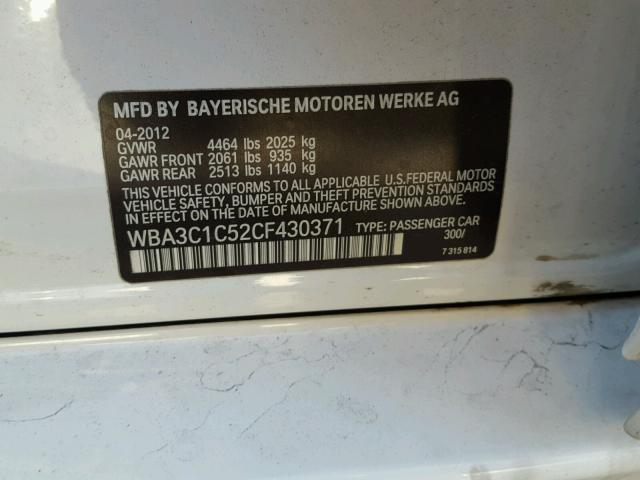 MFD BY BAYERISCHE MOTOREN WERKE AG
04-2012
GVWR 4464 lbs 2025 kg
GAWR FRONT 2061 lbs 935 kg
GAWR REAR 2513 lbs 1140 kg
THIS VEHICLE CONFORMS TO ALL APPLICABLE U.S.FEDERAL MOTOR
VEHICLE SAFETY, BUMPER, AND THEFT PREVENTION STANDARDS
IN EFFECT ON THE DATE OF MANUFACTURE SHOWN ABOVE.
WBA3C1C52CF430371 TYPE: PASSENGER CAR
300/
7 315 814